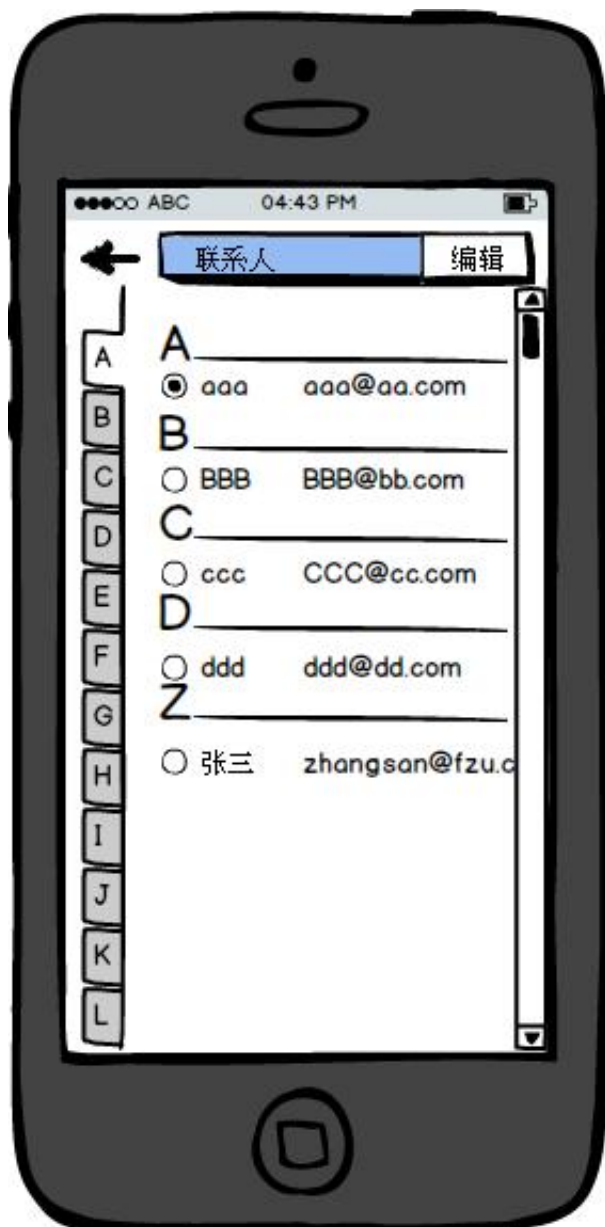 ABC 04:43 PM
联系人 编辑
A
aaa aaa@aa.com
B
BBB BBB@bb.com
C
ccc CCC@cc.com
D
ddd ddd@dd.com
Z
张三 zhangsan@fzu.c
A
B
C
D
E
F
G
H
I
J
K
L